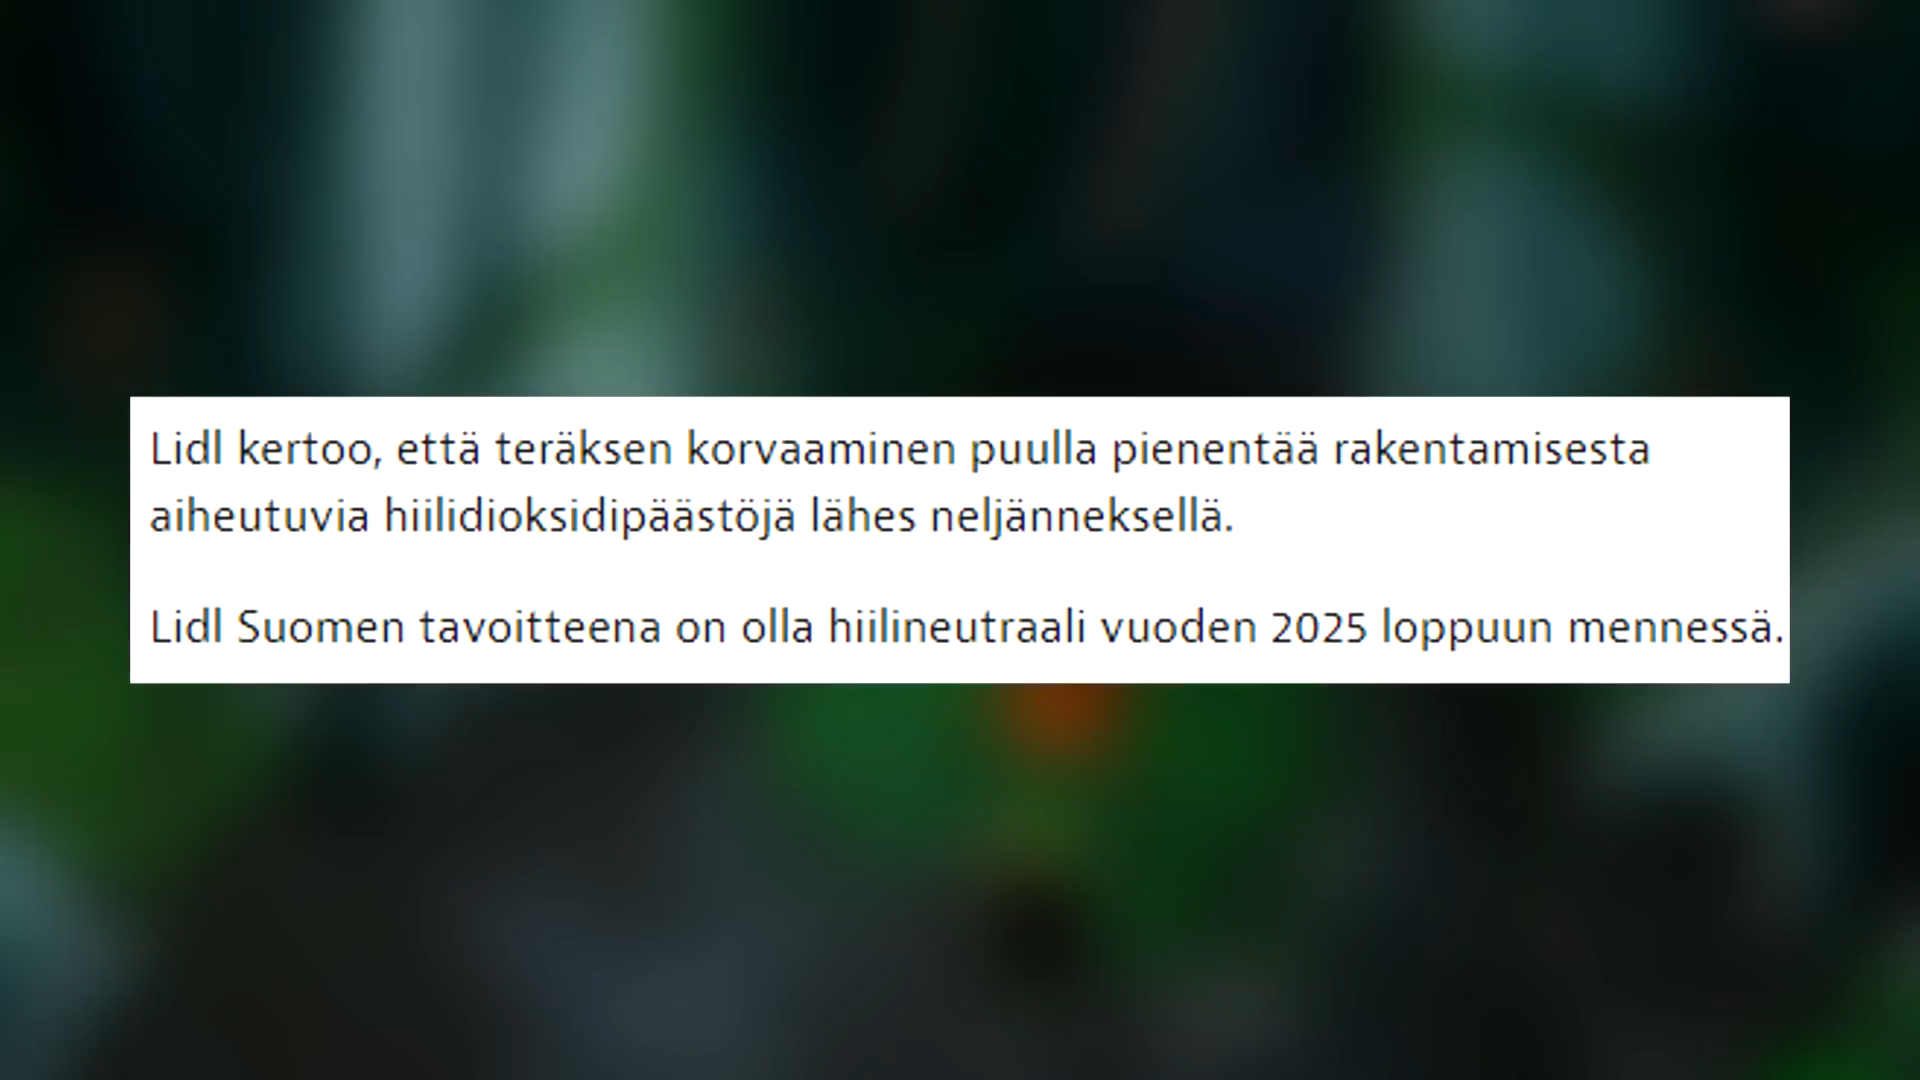 Lidl kertoo, että teräksen korvaaminen puulla pienentää rakentamisesta
aiheutuvia hiilidioksidipäästöjä lähes neljänneksellä.
Lidl Suomen tavoitteena on olla hiilineutraali vuoden 2025 loppuun mennessä.